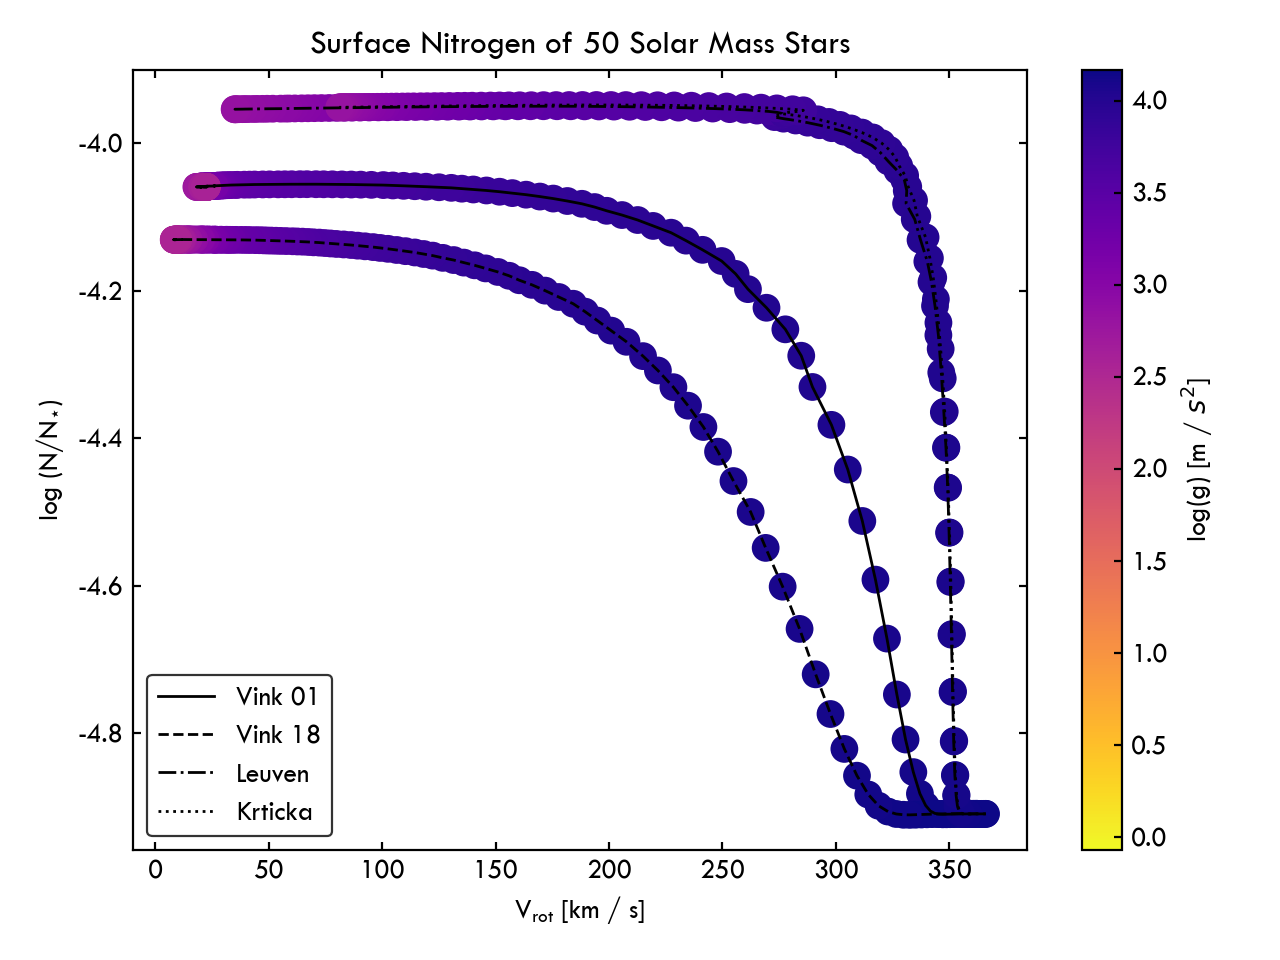 Surface Nitrogen of 50 Solar Mass Stars
log (N/N⋆)
-4.0
-4.2
-4.4
-4.6
-4.8
Vink 01
Vink 18
Leuven
Krticka
0 50 100 150 200 250 300 350
V_rot [km / s]
4.0
3.5
3.0
2.5
2.0
1.5
1.0
0.5
0.0
log(g) [m / s²]